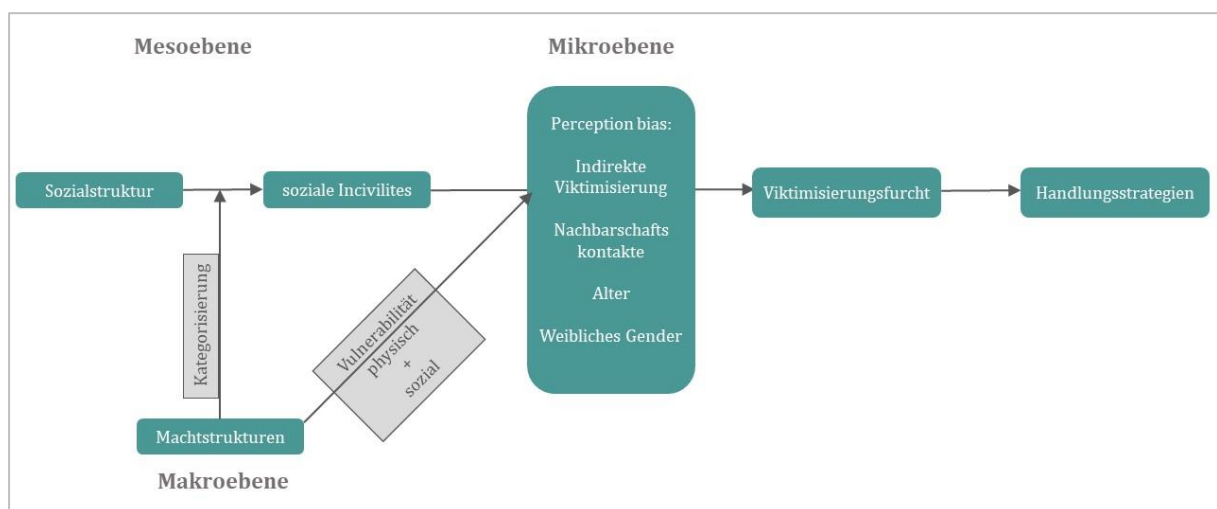 Mesoebene
Mikroebene
Sozialstruktur
soziale Incivilites
Perception bias:
Indirekte
Viktimisierung
Nachbarschafts
kontakte
Alter
Weibliches Gender
Viktimisierungsfurcht
Handlungsstrategien
Kategorisierung
Vulnerabilität
physisch
+
sozial
Machtstrukturen
Makroebene